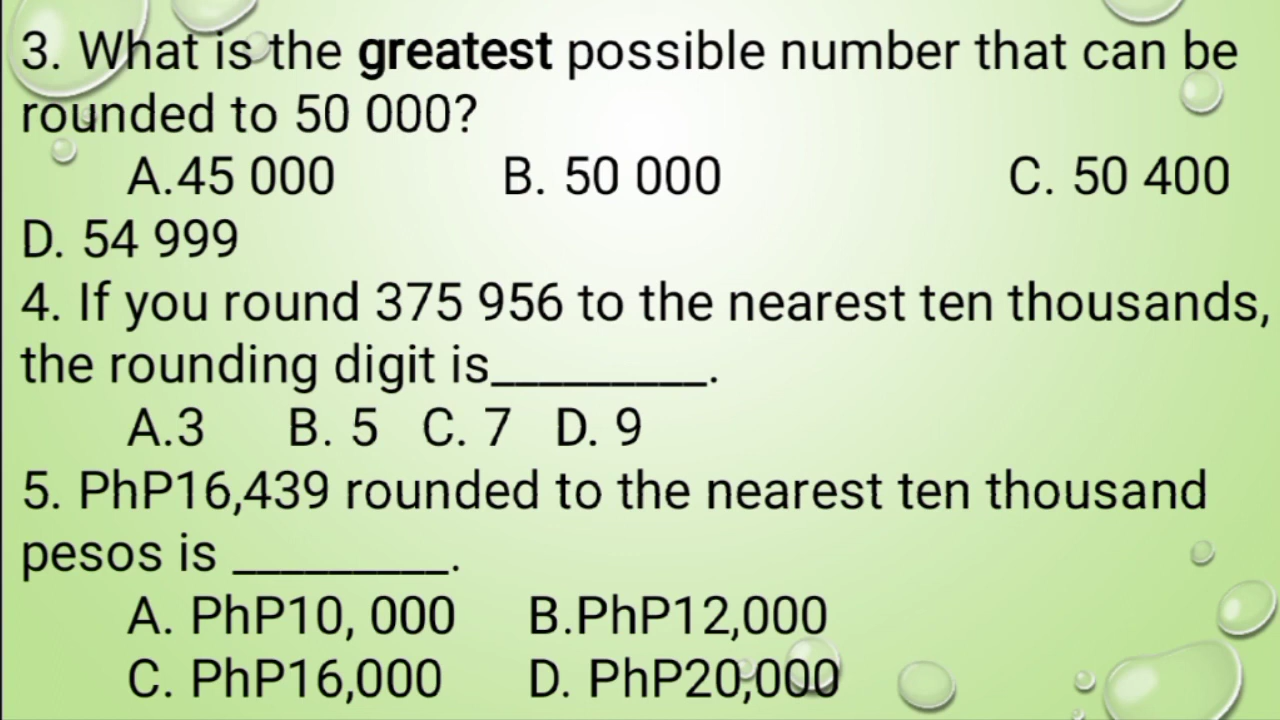 3. What is the greatest possible number that can be
rounded to 50 000?
A.45 000 B. 50 000 C. 50 400
D. 54 999
4. If you round 375 956 to the nearest ten thousands,
the rounding digit is_________.
A.3 B. 5 C. 7 D. 9
5. PhP16,439 rounded to the nearest ten thousand
pesos is _________.
A. PhP10, 000 B.PhP12,000
C. PhP16,000 D. PhP20,000